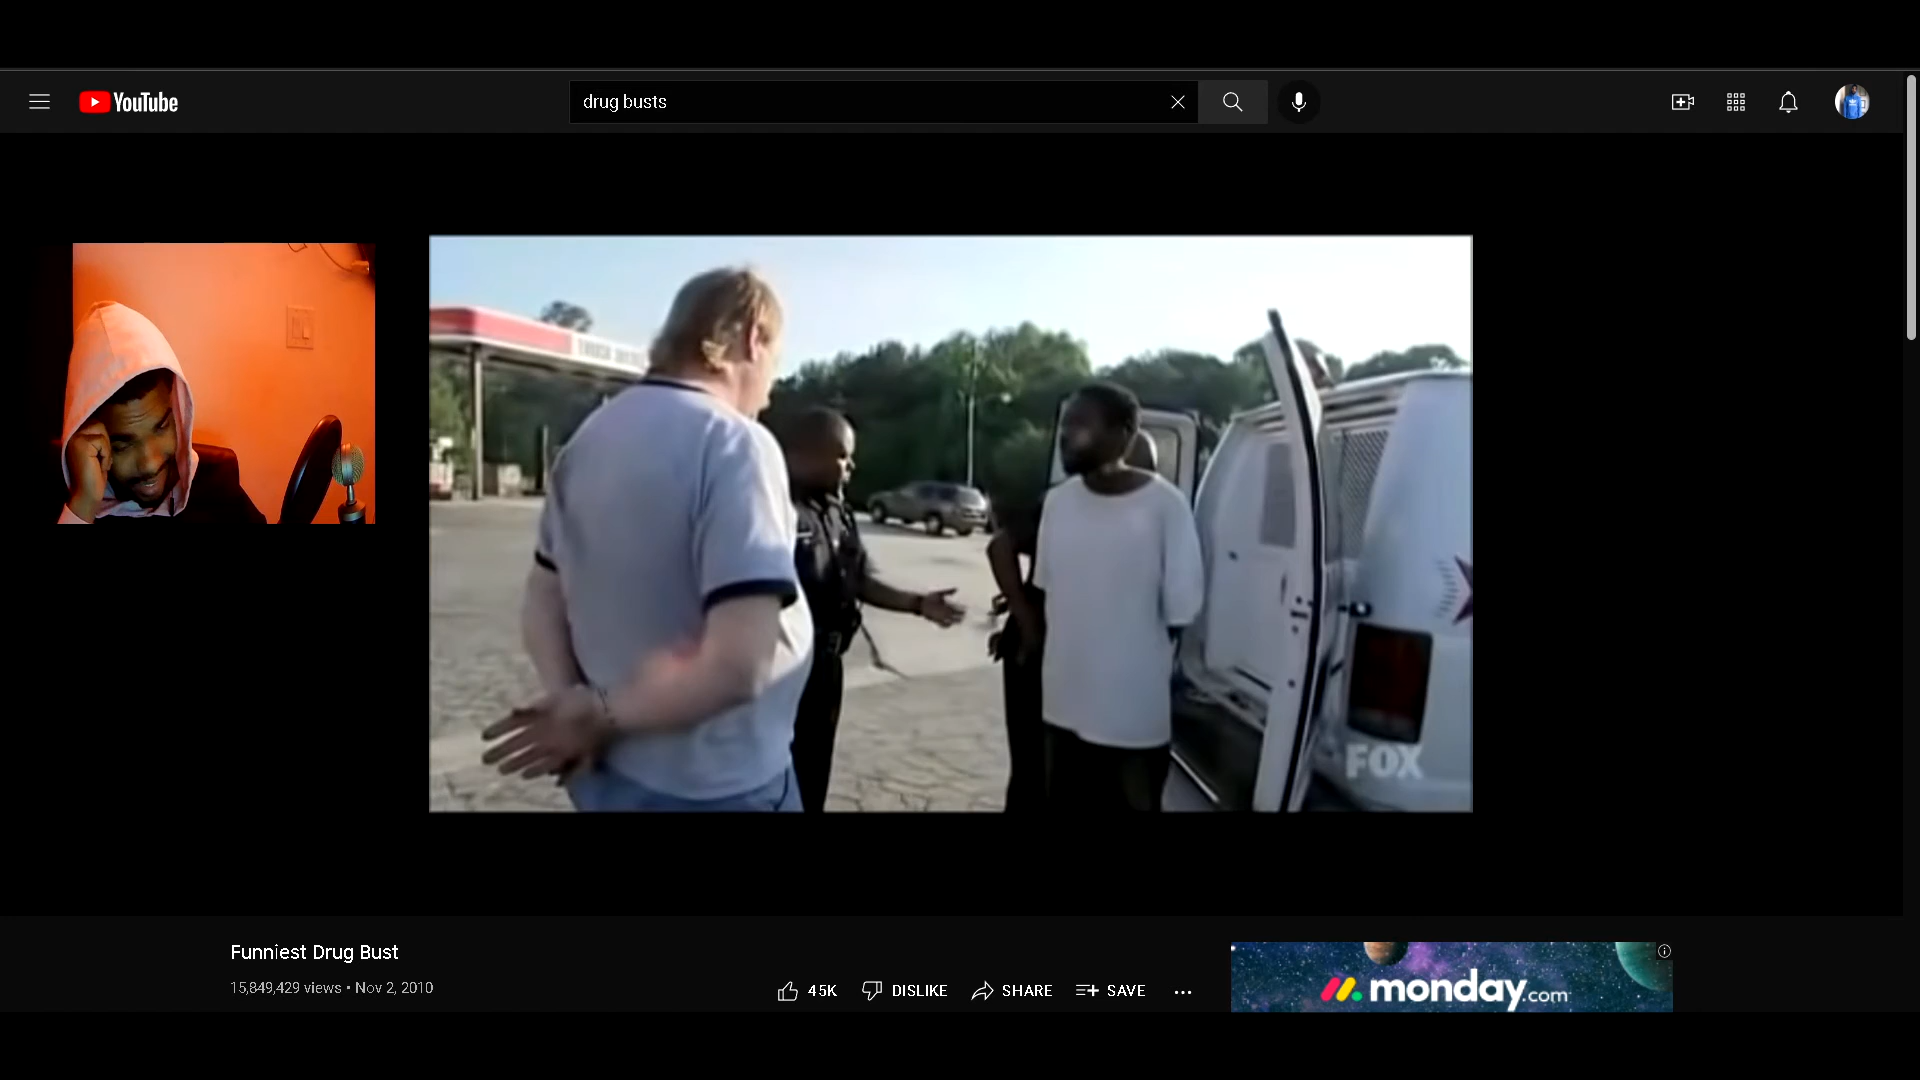 YouTube
drug busts
FOX
Funniest Drug Bust
15,849,429 views • Nov 2, 2010
45K DISLIKE SHARE SAVE
monday.com